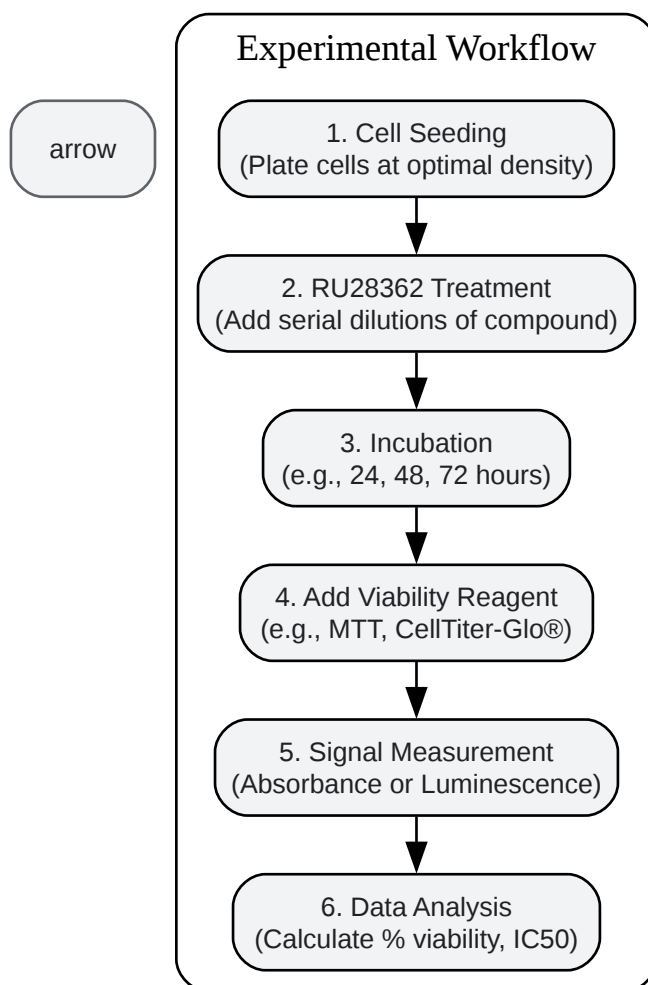 Experimental Workflow
arrow
1. Cell Seeding
(Plate cells at optimal density)
2. RU28362 Treatment
(Add serial dilutions of compound)
3. Incubation
(e.g., 24, 48, 72 hours)
4. Add Viability Reagent
(e.g., MTT, CellTiter-Glo®)
5. Signal Measurement
(Absorbance or Luminescence)
6. Data Analysis
(Calculate % viability, IC50)